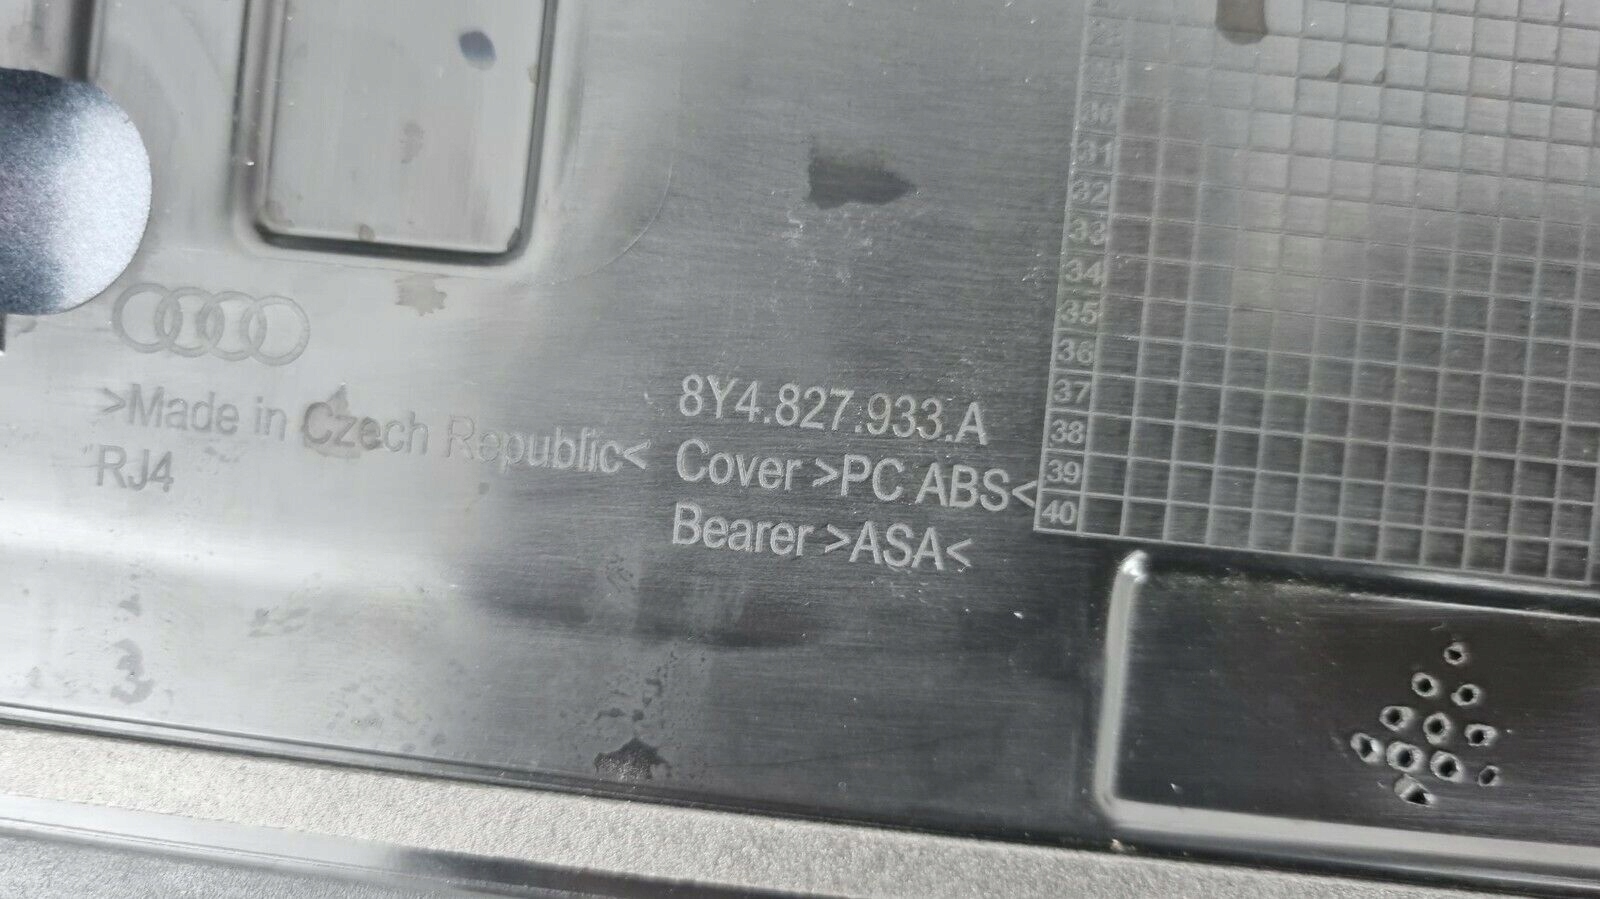 >Made in Czech Republic<
RJ4
8Y4.827.933.A
Cover >PC ABS<
Bearer >ASA<
30
31
32
33
34
35
36
37
38
39
40
3